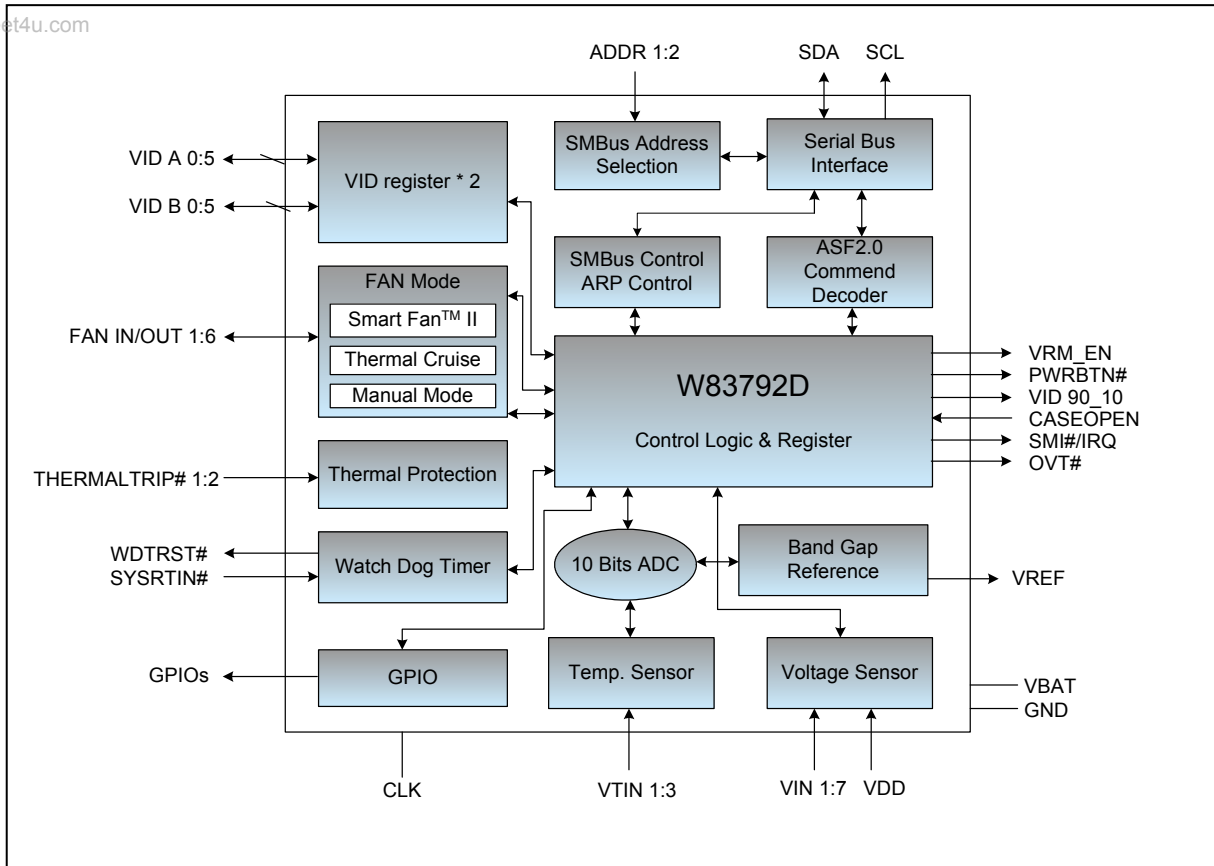 et4u.com
ADDR 1:2
SDA
SCL
VID A 0:5
VID B 0:5
VID register * 2
SMBus Address
Selection
Serial Bus
Interface
SMBus Control
ARP Control
ASF2.0
Commend
Decoder
FAN Mode
Smart Fan™ II
Thermal Cruise
Manual Mode
FAN IN/OUT 1:6
W83792D
Control Logic & Register
VRM_EN
PWRBTN#
VID 90_10
CASEOPEN
SMI#/IRQ
OVT#
THERMALTRIP# 1:2
Thermal Protection
WDTRST#
SYSRTIN#
Watch Dog Timer
10 Bits ADC
Band Gap
Reference
VREF
GPIOs
GPIO
Temp. Sensor
Voltage Sensor
VBAT
GND
CLK
VTIN 1:3
VIN 1:7
VDD